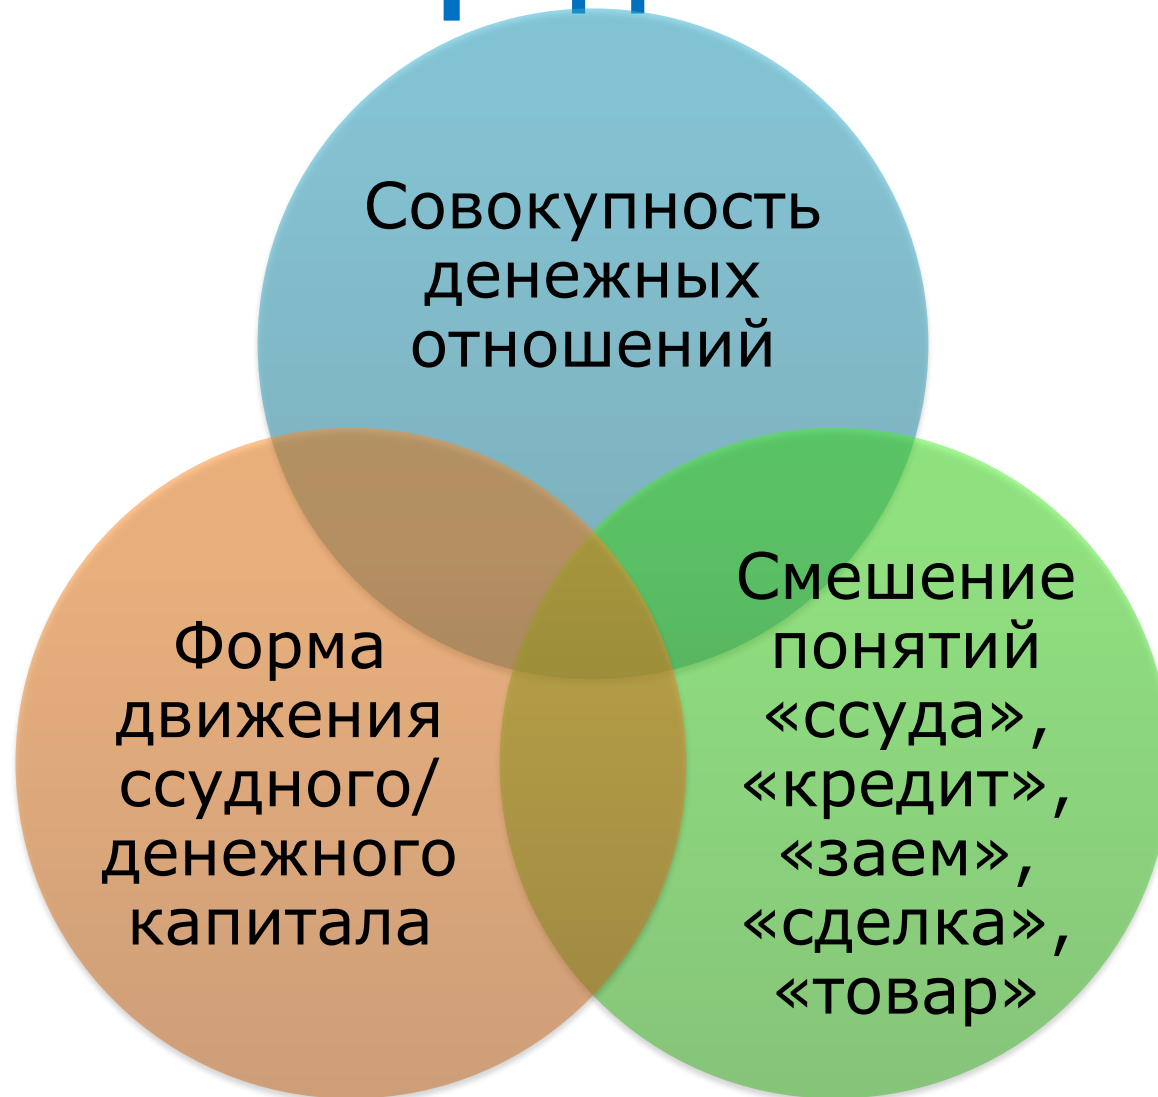 Совокупность
денежных
отношений
Форма
движения
ссудного/
денежного
капитала
Смешение
понятий
«ссуда»,
«кредит»,
«заем»,
«сделка»,
«товар»